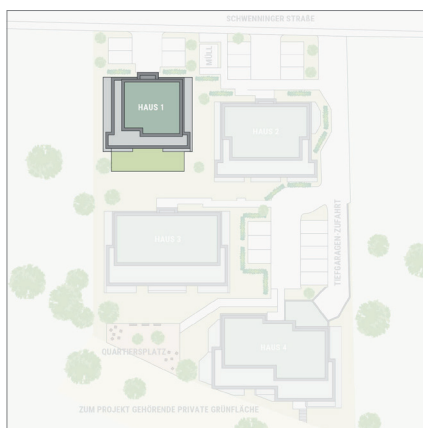 SCHWENNINGER STRAẞE
MÜLL
HAUS 1
HAUS 2
TIEFGARAGEN ZUFAHRT
HAUS 3
HAUS 4
QUARTIERSPLATZ
ZUM PROJEKT GEHÖRENDE PRIVATE GRÜNFLÄCHE